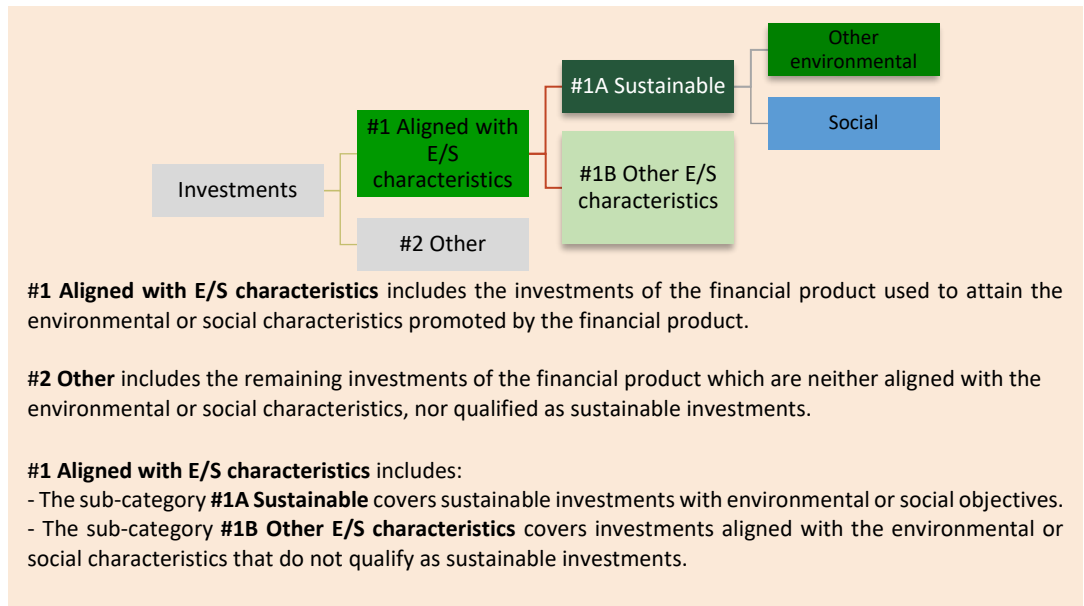 Other
environmental
#1A Sustainable
#1 Aligned with
E/S
characteristics
Social
#1B Other E/S
characteristics
Investments
#2 Other
#1 Aligned with E/S characteristics includes the investments of the financial product used to attain the
environmental or social characteristics promoted by the financial product.
#2 Other includes the remaining investments of the financial product which are neither aligned with the
environmental or social characteristics, nor qualified as sustainable investments.
#1 Aligned with E/S characteristics includes:
- The sub-category #1A Sustainable covers sustainable investments with environmental or social objectives.
- The sub-category #1B Other E/S characteristics covers investments aligned with the environmental or
social characteristics that do not qualify as sustainable investments.